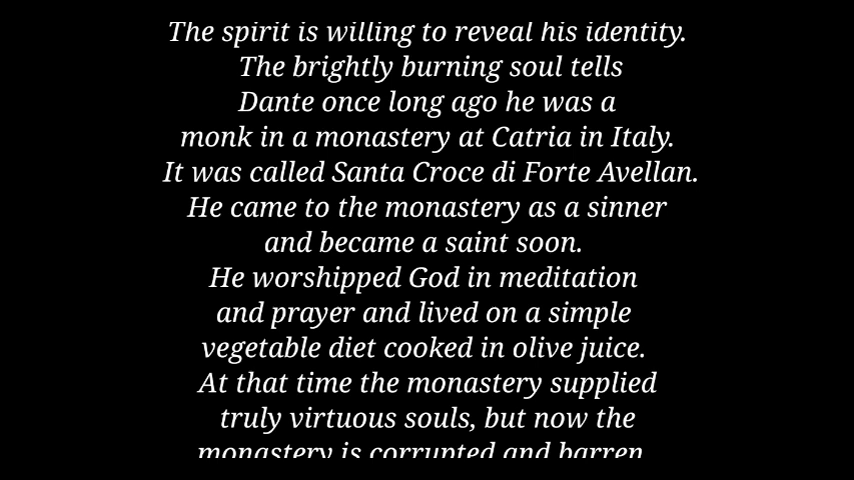 The spirit is willing to reveal his identity.
The brightly burning soul tells
Dante once long ago he was a
monk in a monastery at Catria in Italy.
It was called Santa Croce di Forte Avellan.
He came to the monastery as a sinner
and became a saint soon.
He worshipped God in meditation
and prayer and lived on a simple
vegetable diet cooked in olive juice.
At that time the monastery supplied
truly virtuous souls, but now the
monastery is corrupted and barren